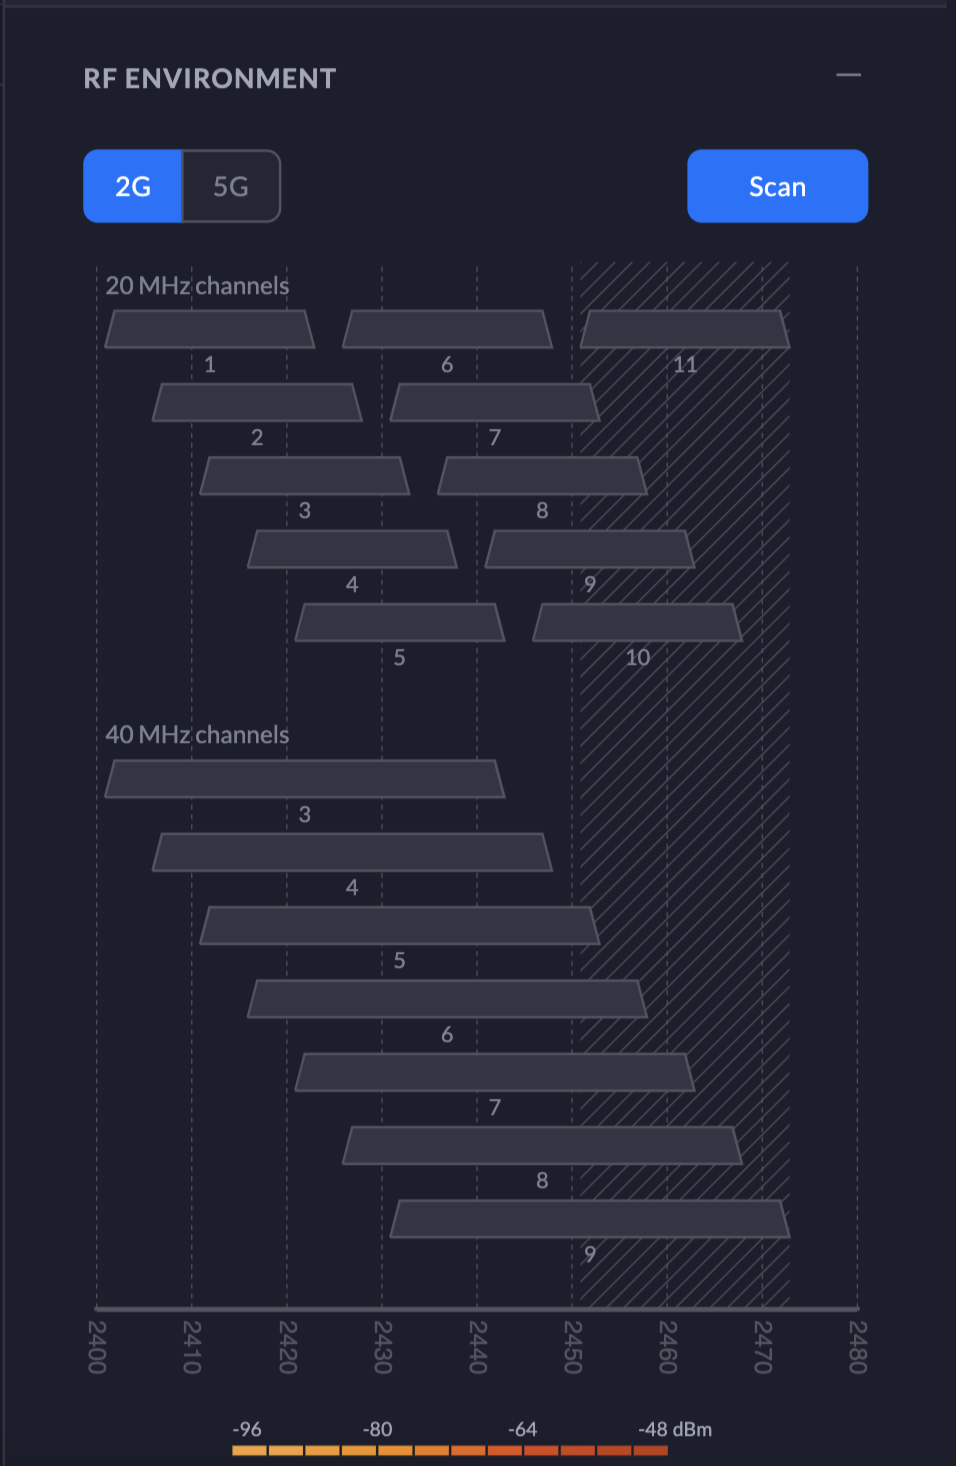 RF ENVIRONMENT
2G 5G Scan
20 MHz channels
1 6 11
2 7
3 8
4 9
5 10
40 MHz channels
3
4
5
6
7
8
9
2400 2410 2420 2430 2440 2450 2460 2470 2480
-96 -80 -64 -48 dBm